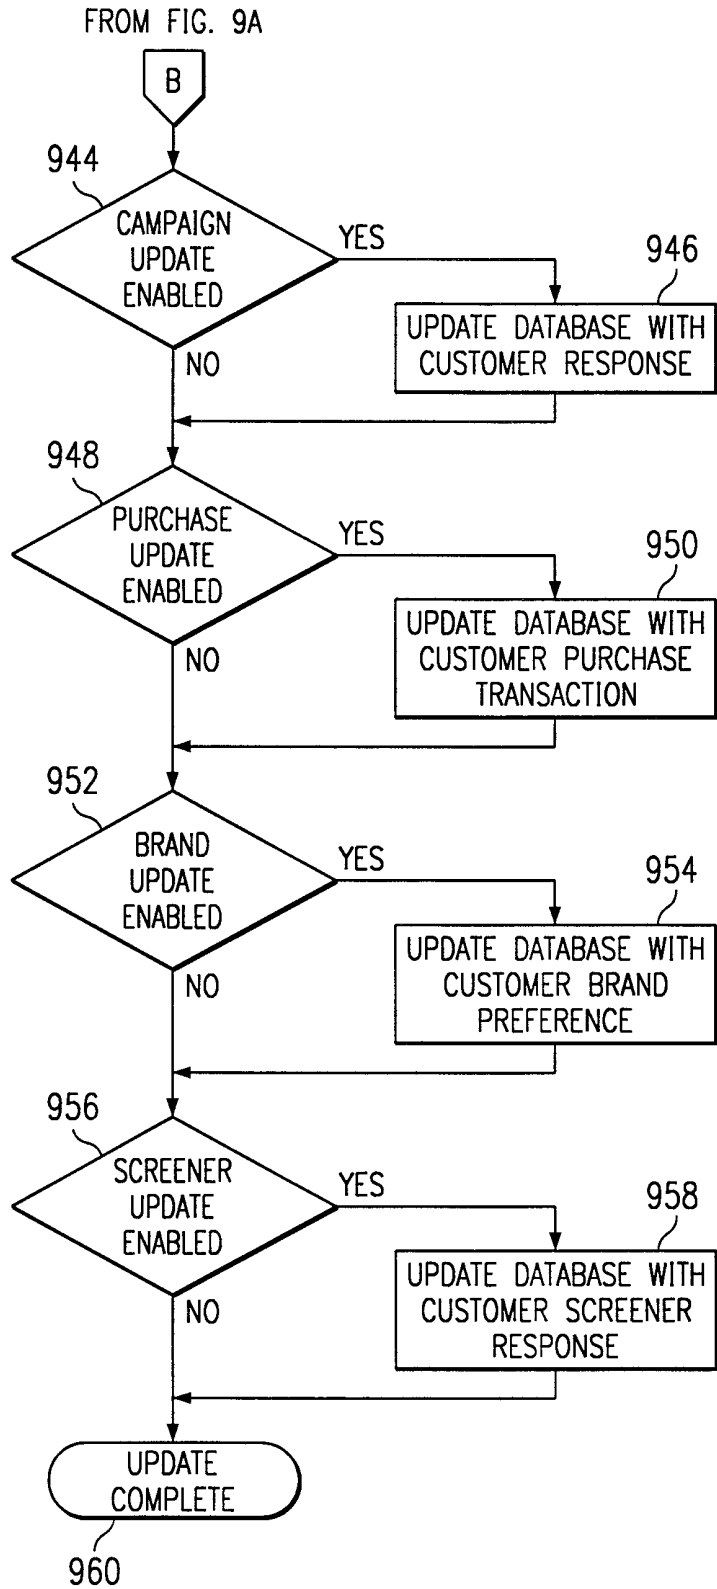 FROM FIG. 9A
B
944
CAMPAIGN
UPDATE
ENABLED
YES
NO
946
UPDATE DATABASE WITH
CUSTOMER RESPONSE
948
PURCHASE
UPDATE
ENABLED
YES
NO
950
UPDATE DATABASE WITH
CUSTOMER PURCHASE
TRANSACTION
952
BRAND
UPDATE
ENABLED
YES
NO
954
UPDATE DATABASE WITH
CUSTOMER BRAND
PREFERENCE
956
SCREENER
UPDATE
ENABLED
YES
NO
958
UPDATE DATABASE WITH
CUSTOMER SCREENER
RESPONSE
UPDATE
COMPLETE
960